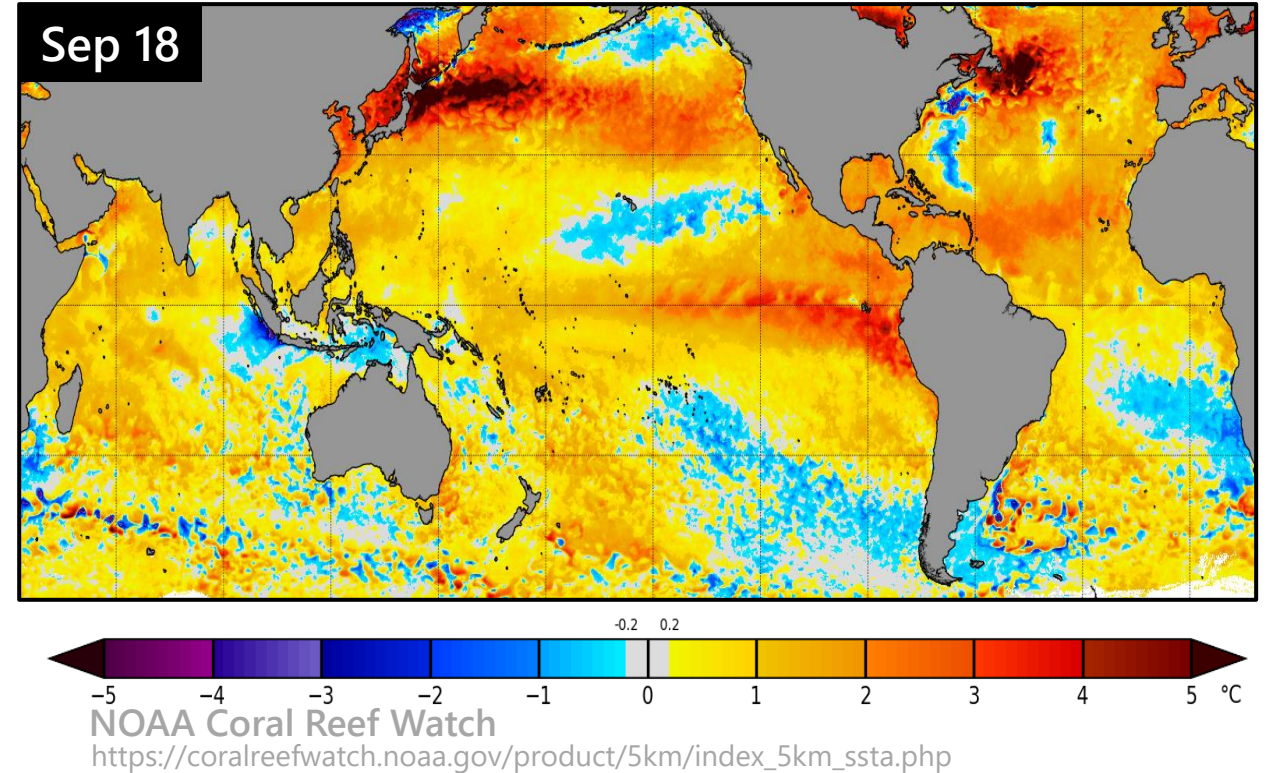 Sep 18
-0.2 0.2
−5 −4 −3 −2 −1 0 1 2 3 4 5 °C
NOAA Coral Reef Watch
https://coralreefwatch.noaa.gov/product/5km/index_5km_ssta.php